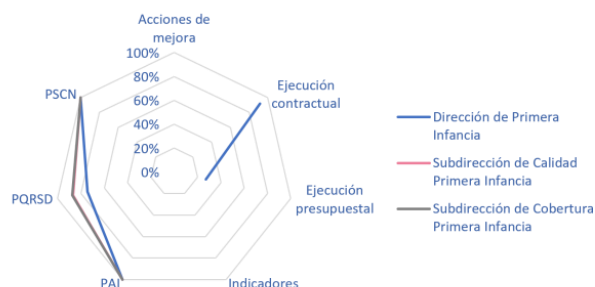 Acciones de
mejora
100%
80%
60%
40%
20%
0%
Ejecución
contractual
Ejecución
presupuestal
Indicadores
PAI
PQRSD
PSCN
Dirección de Primera
Infancia
Subdirección de Calidad
Primera Infancia
Subdirección de Cobertura
Primera Infancia